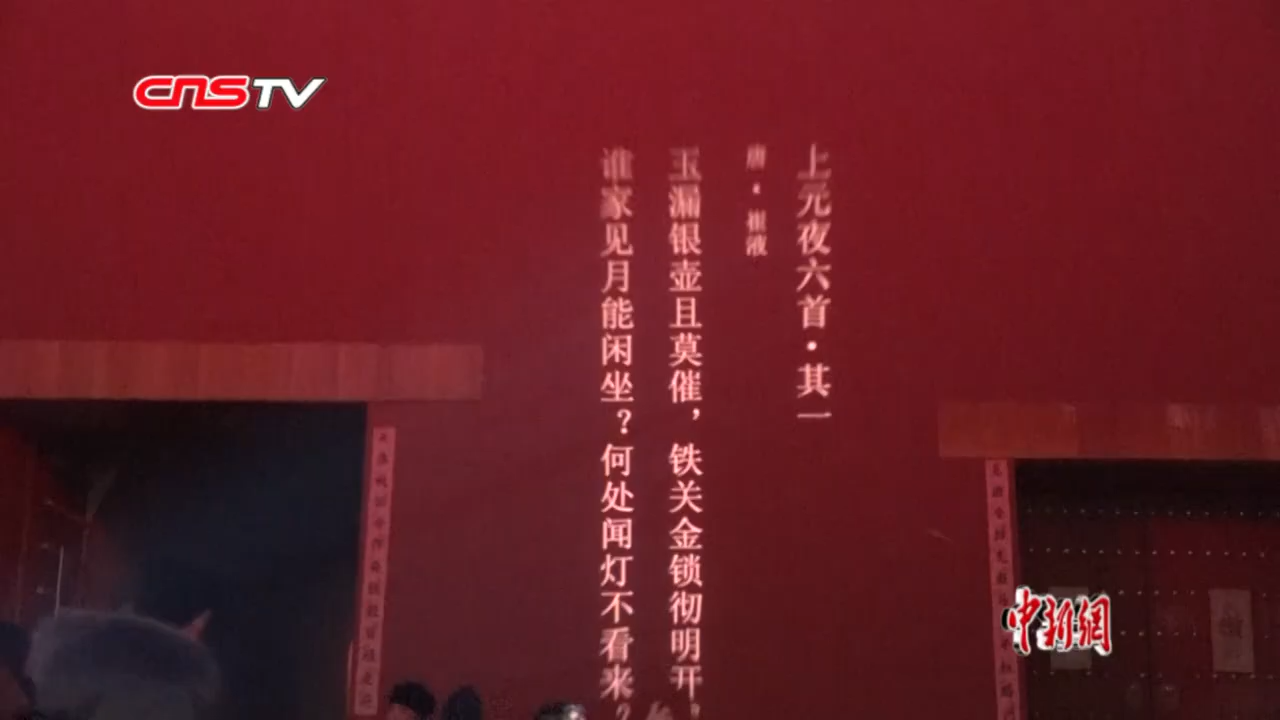 CNSTV
上元夜六首·其一
唐·崔液
玉漏银壶且莫催，铁关金锁彻明开，
谁家见月能闲坐？何处闻灯不看来？
中新網